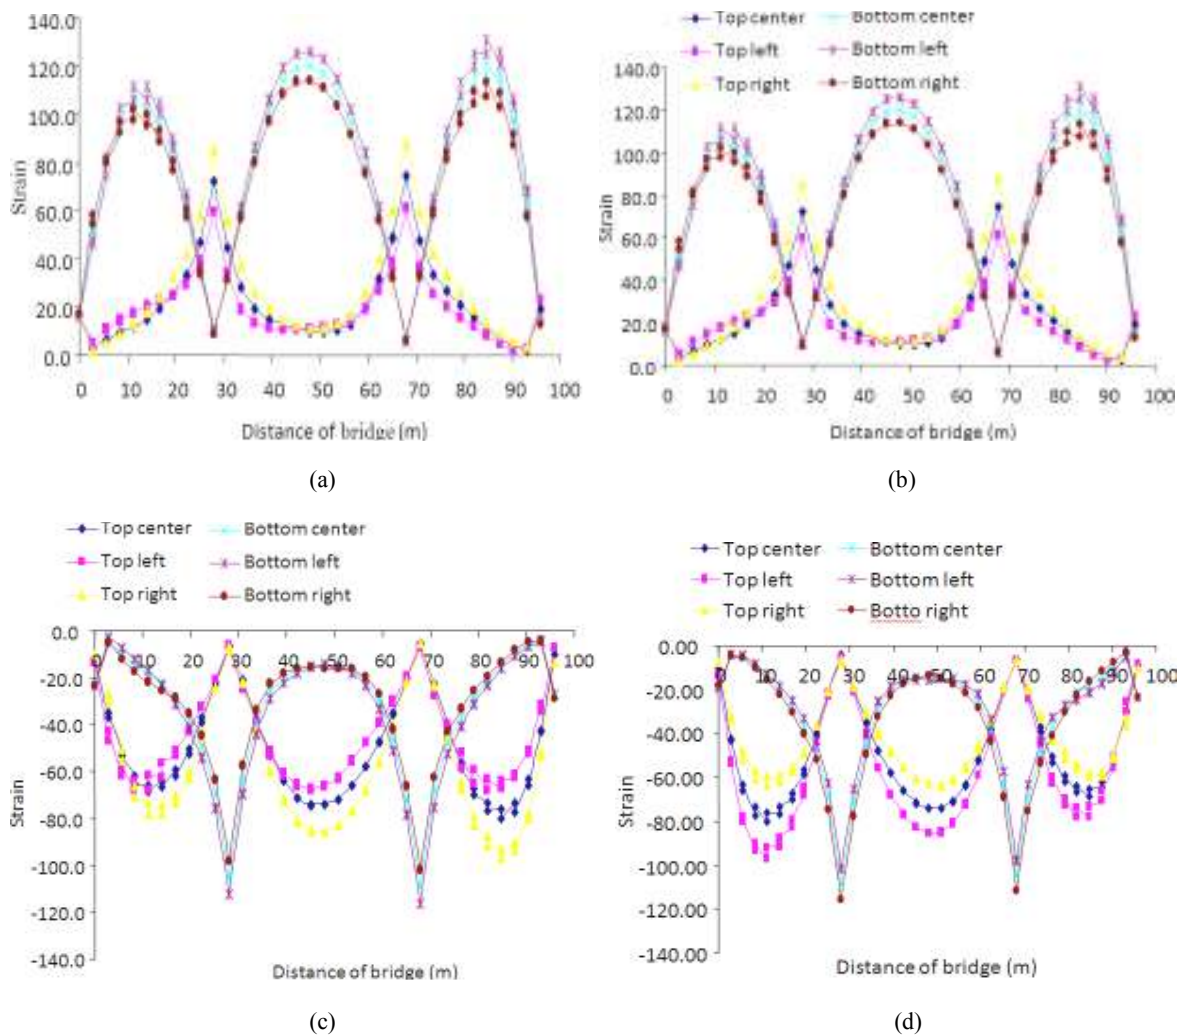 140.0
120.0
100.0
80.0
60.0
40.0
20.0
0.0
Strain
0 10 20 30 40 50 60 70 80 90 100
Distance of bridge (m)
(a)
Top center Bottom center
Top left Bottom left
Top right Bottom right
140.0
120.0
100.0
80.0
60.0
40.0
20.0
0.0
Strain
0 10 20 30 40 50 60 70 80 90 100
Distance of bridge (m)
(b)
Top center Bottom center
Top left Bottom left
Top right Bottom right
0.0
-20.0
-40.0
-60.0
-80.0
-100.0
-120.0
-140.0
Strain
0 10 20 30 40 50 60 70 80 90 100
Distance of bridge (m)
(c)
Top center Bottom center
Top left Bottom left
Top right Botto right
0.00
-20.00
-40.00
-60.00
-80.00
-100.00
-120.00
-140.00
Strain
0 10 20 30 40 50 60 70 80 90 100
Distance of bridge (m)
(d)